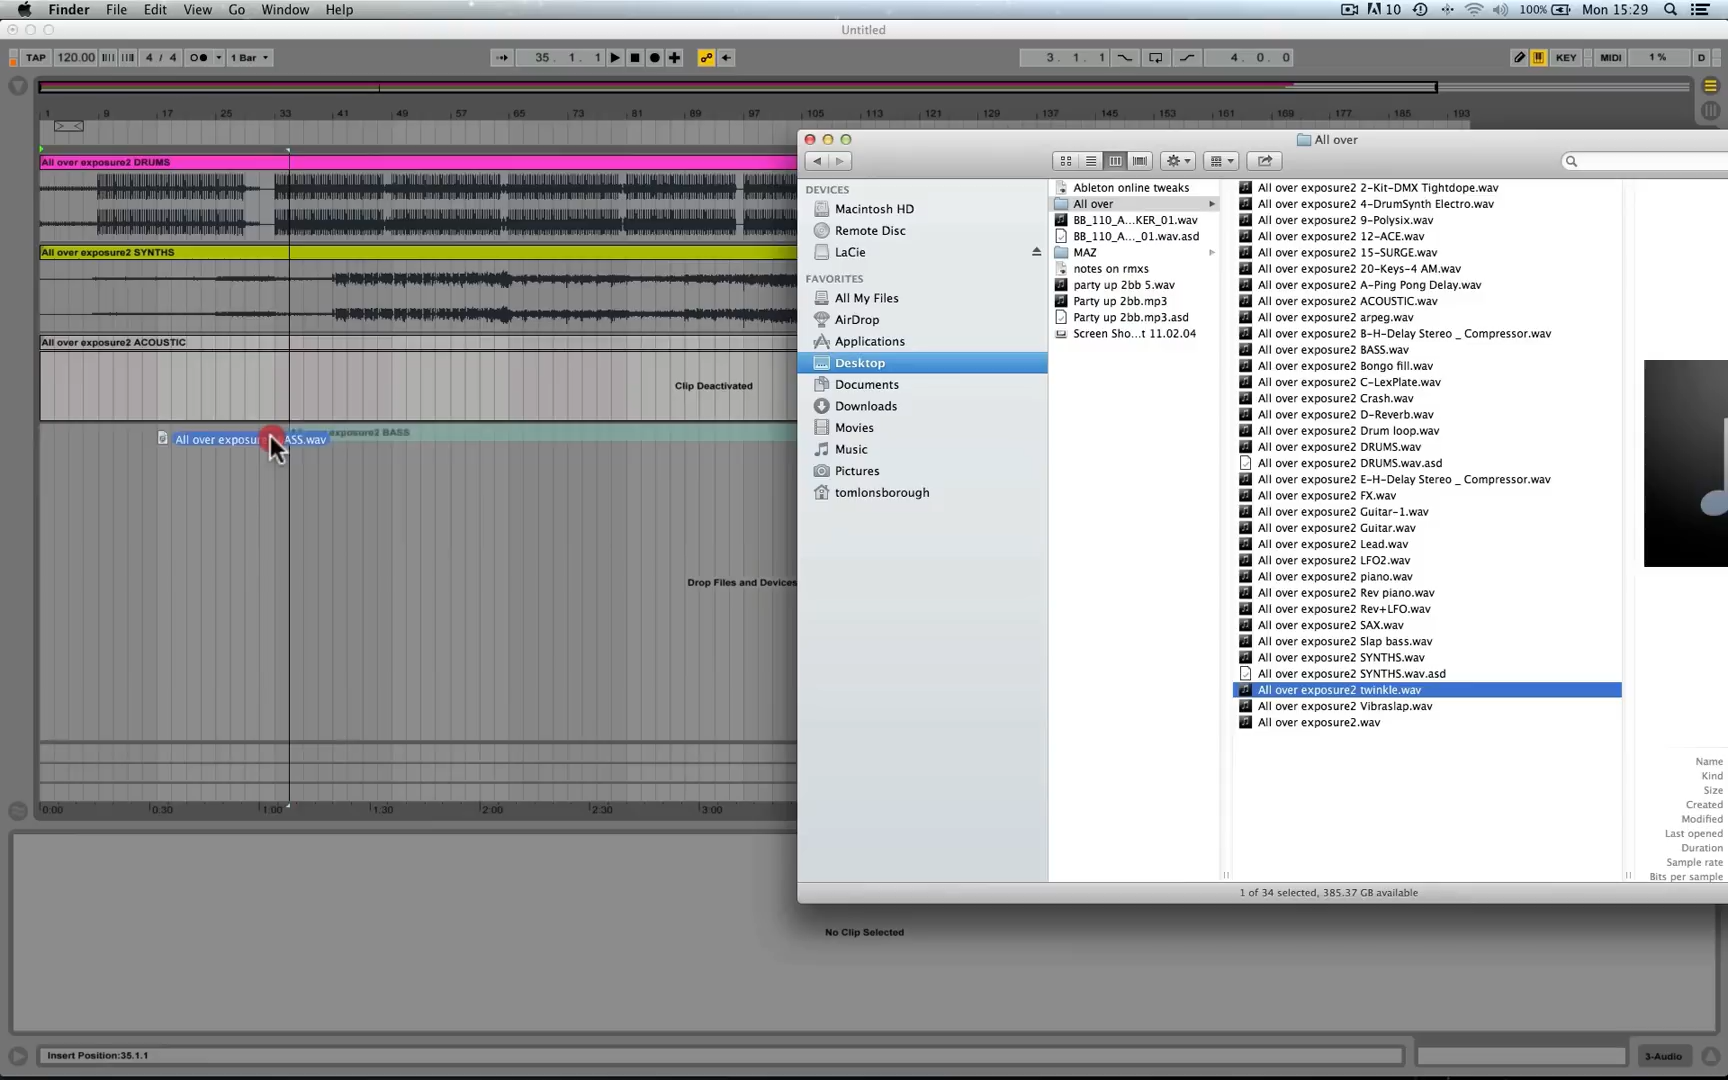 Finder File Edit View Go Window Help
10 100% Mon 15:29
Untitled
TAP 120.00 4 / 4 1 Bar 35. 1. 1 3. 1. 1 4. 0. 0 KEY MIDI 1 % D
1 9 17 25 33 41 49 57 65 73 81 89 97 105 113 121 129 137 145 153 161 169 177 185 193
All over exposure2 DRUMS
All over exposure2 SYNTHS
All over exposure2 ACOUSTIC
Clip Deactivated
exposure2 BASS
All over exposure ASS.wav
Drop Files and Devices
0:00 0:30 1:00 1:30 2:00 2:30 3:00
No Clip Selected
Insert Position:35.1.1
3-Audio
All over
DEVICES
Macintosh HD
Remote Disc
LaCie
FAVORITES
All My Files
AirDrop
Applications
Desktop
Documents
Downloads
Movies
Music
Pictures
tomlonsborough
Ableton online tweaks
All over
BB_110_A...KER_01.wav
BB_110_A..._01.wav.asd
MAZ
notes on rmxs
party up 2bb 5.wav
Party up 2bb.mp3
Party up 2bb.mp3.asd
Screen Sho...t 11.02.04
All over exposure2 2-Kit-DMX Tightdope.wav
All over exposure2 4-DrumSynth Electro.wav
All over exposure2 9-Polysix.wav
All over exposure2 12-ACE.wav
All over exposure2 15-SURGE.wav
All over exposure2 20-Keys-4 AM.wav
All over exposure2 A-Ping Pong Delay.wav
All over exposure2 ACOUSTIC.wav
All over exposure2 arpeg.wav
All over exposure2 B-H-Delay Stereo _ Compressor.wav
All over exposure2 BASS.wav
All over exposure2 Bongo fill.wav
All over exposure2 C-LexPlate.wav
All over exposure2 Crash.wav
All over exposure2 D-Reverb.wav
All over exposure2 Drum loop.wav
All over exposure2 DRUMS.wav
All over exposure2 DRUMS.wav.asd
All over exposure2 E-H-Delay Stereo _ Compressor.wav
All over exposure2 FX.wav
All over exposure2 Guitar-1.wav
All over exposure2 Guitar.wav
All over exposure2 Lead.wav
All over exposure2 LFO2.wav
All over exposure2 piano.wav
All over exposure2 Rev piano.wav
All over exposure2 Rev+LFO.wav
All over exposure2 SAX.wav
All over exposure2 Slap bass.wav
All over exposure2 SYNTHS.wav
All over exposure2 SYNTHS.wav.asd
All over exposure2 twinkle.wav
All over exposure2 Vibraslap.wav
All over exposure2.wav
Name
Kind
Size
Created
Modified
Last opened
Duration
Sample rate
Bits per sample
1 of 34 selected, 385.37 GB available